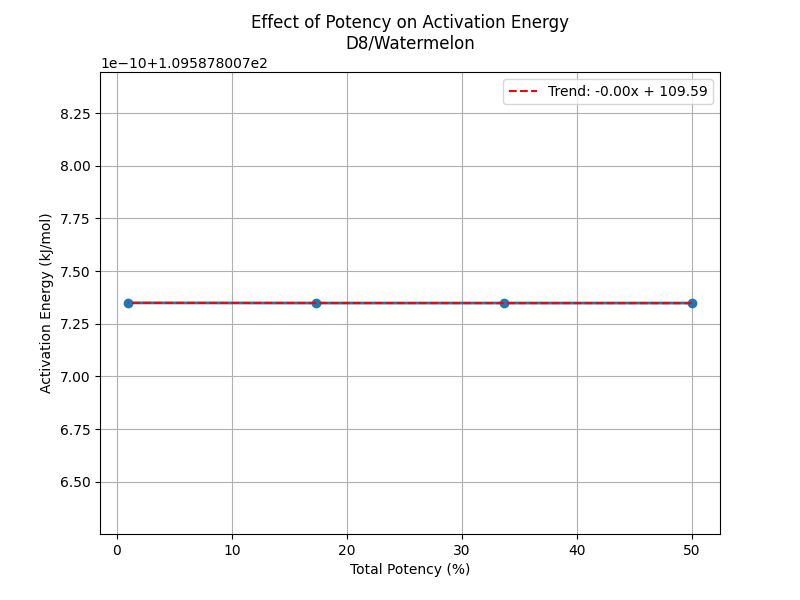 Effect of Potency on Activation Energy
D8/Watermelon
1e−10+1.095878007e2
Trend: -0.00x + 109.59
8.25
8.00
7.75
7.50
7.25
7.00
6.75
6.50
Activation Energy (kJ/mol)
0 10 20 30 40 50
Total Potency (%)